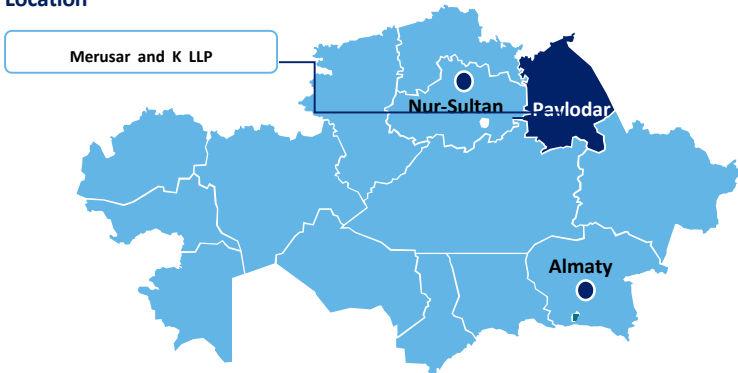 Location
Merusar and K LLP
Nur-Sultan
Pavlodar
Almaty